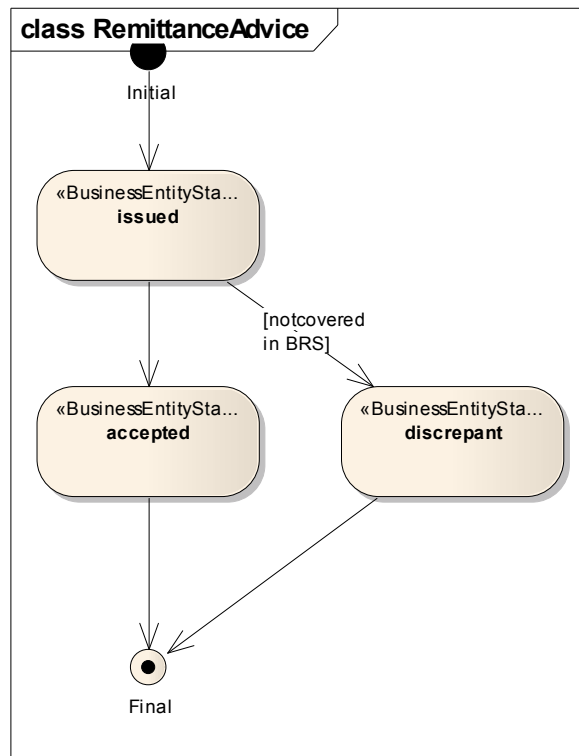 class RemittanceAdvice
Initial
«BusinessEntitySta...
issued
[notcovered
in BRS]
«BusinessEntitySta...
accepted
«BusinessEntitySta...
discrepant
Final